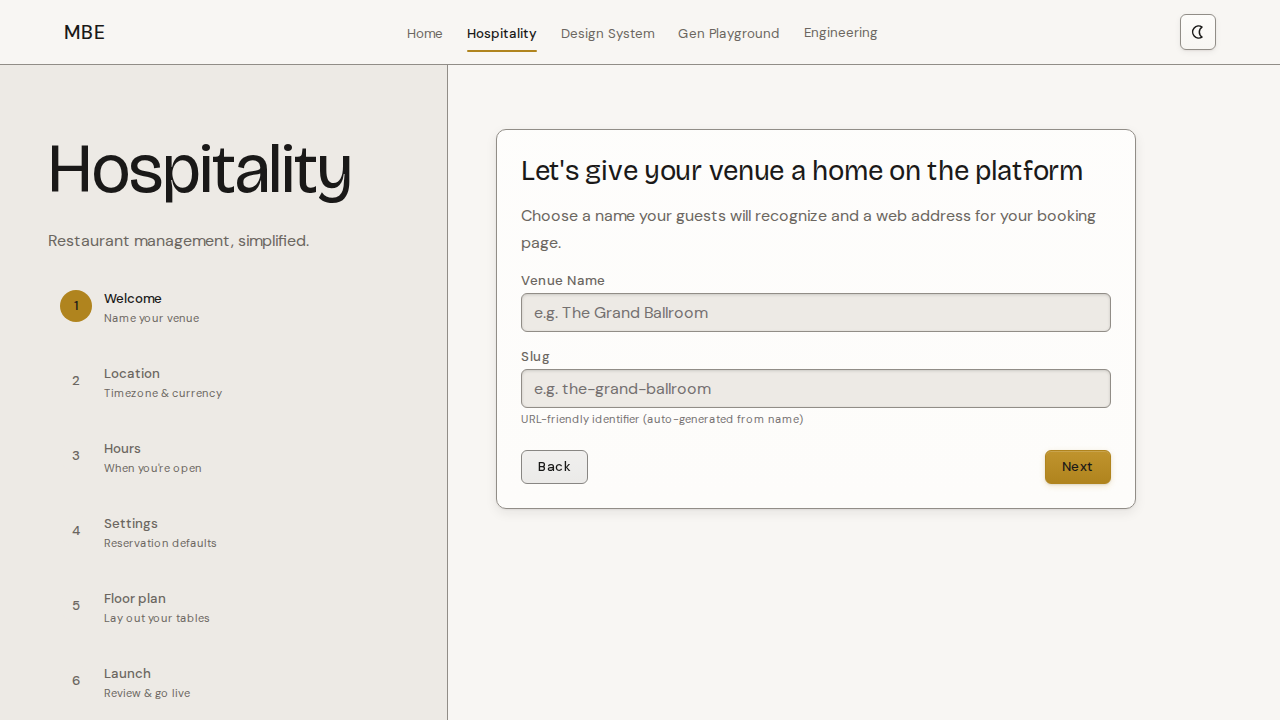 MBE
Home
Hospitality
Design System
Gen Playground
Engineering
Hospitality
Restaurant management, simplified.
1
Welcome
Name your venue
2
Location
Timezone & currency
3
Hours
When you're open
4
Settings
Reservation defaults
5
Floor plan
Lay out your tables
6
Launch
Review & go live
Let's give your venue a home on the platform
Choose a name your guests will recognize and a web address for your booking
page.
Venue Name
e.g. The Grand Ballroom
Slug
e.g. the-grand-ballroom
URL-friendly identifier (auto-generated from name)
Back
Next